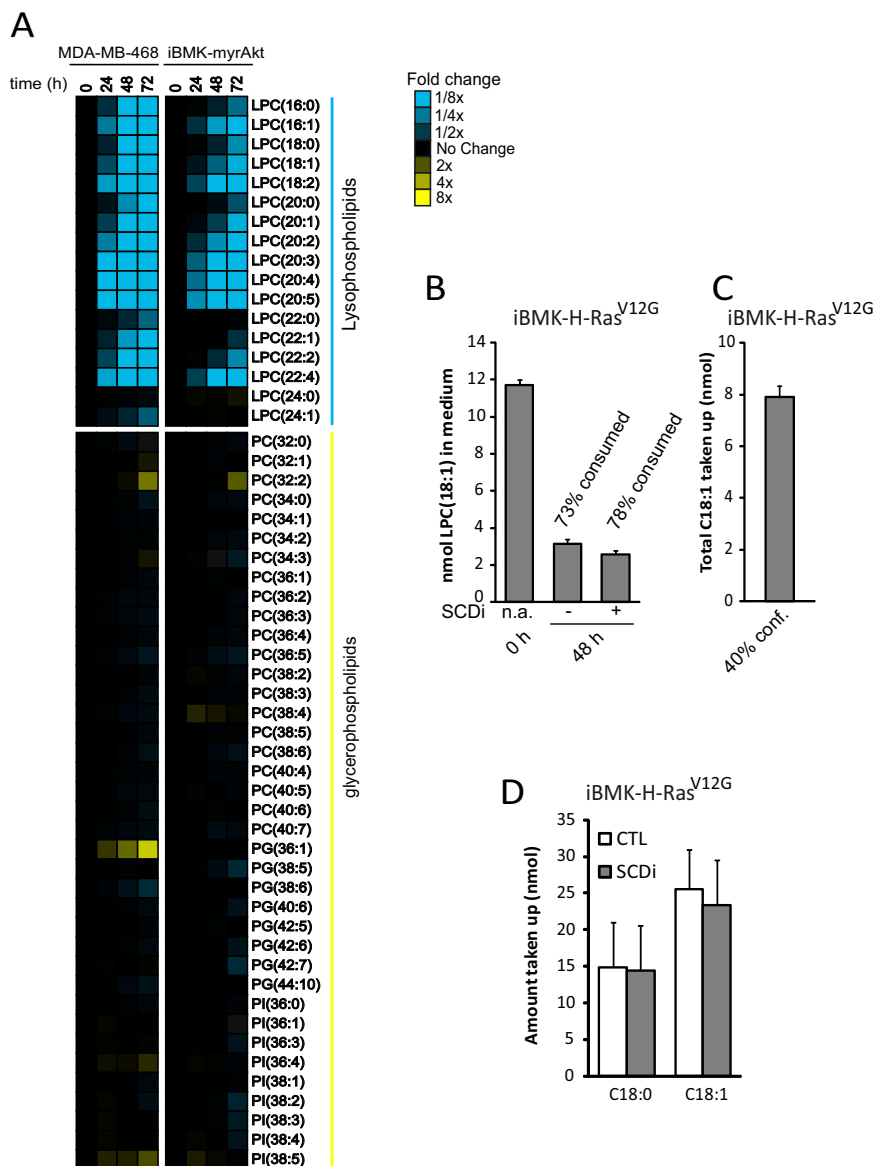 A
MDA-MB-468 iBMK-myrAkt
time (h) 0 24 48 72 0 24 48 72
LPC(16:0)
LPC(16:1)
LPC(18:0)
LPC(18:1)
LPC(18:2)
LPC(20:0)
LPC(20:1)
LPC(20:2)
LPC(20:3)
LPC(20:4)
LPC(20:5)
LPC(22:0)
LPC(22:1)
LPC(22:2)
LPC(22:4)
LPC(24:0)
LPC(24:1)
Lysophospholipids
PC(32:0)
PC(32:1)
PC(32:2)
PC(34:0)
PC(34:1)
PC(34:2)
PC(34:3)
PC(36:1)
PC(36:2)
PC(36:3)
PC(36:4)
PC(36:5)
PC(38:2)
PC(38:3)
PC(38:4)
PC(38:5)
PC(38:6)
PC(40:4)
PC(40:5)
PC(40:6)
PC(40:7)
PG(36:1)
PG(38:5)
PG(38:6)
PG(40:6)
PG(42:5)
PG(42:6)
PG(42:7)
PG(44:10)
PI(36:0)
PI(36:1)
PI(36:3)
PI(36:4)
PI(38:1)
PI(38:2)
PI(38:3)
PI(38:4)
PI(38:5)
glycerophospholipids
Fold change
1/8x
1/4x
1/2x
No Change
2x
4x
8x
B
iBMK-H-Ras^V12G
nmol LPC(18:1) in medium
14
12
10
8
6
4
2
0
73% consumed
78% consumed
SCDi n.a. - +
0 h 48 h
C
iBMK-H-Ras^V12G
Total C18:1 taken up (nmol)
10
8
6
4
2
0
40% conf.
D
iBMK-H-Ras^V12G
Amount taken up (nmol)
35
30
25
20
15
10
5
0
CTL
SCDi
C18:0 C18:1